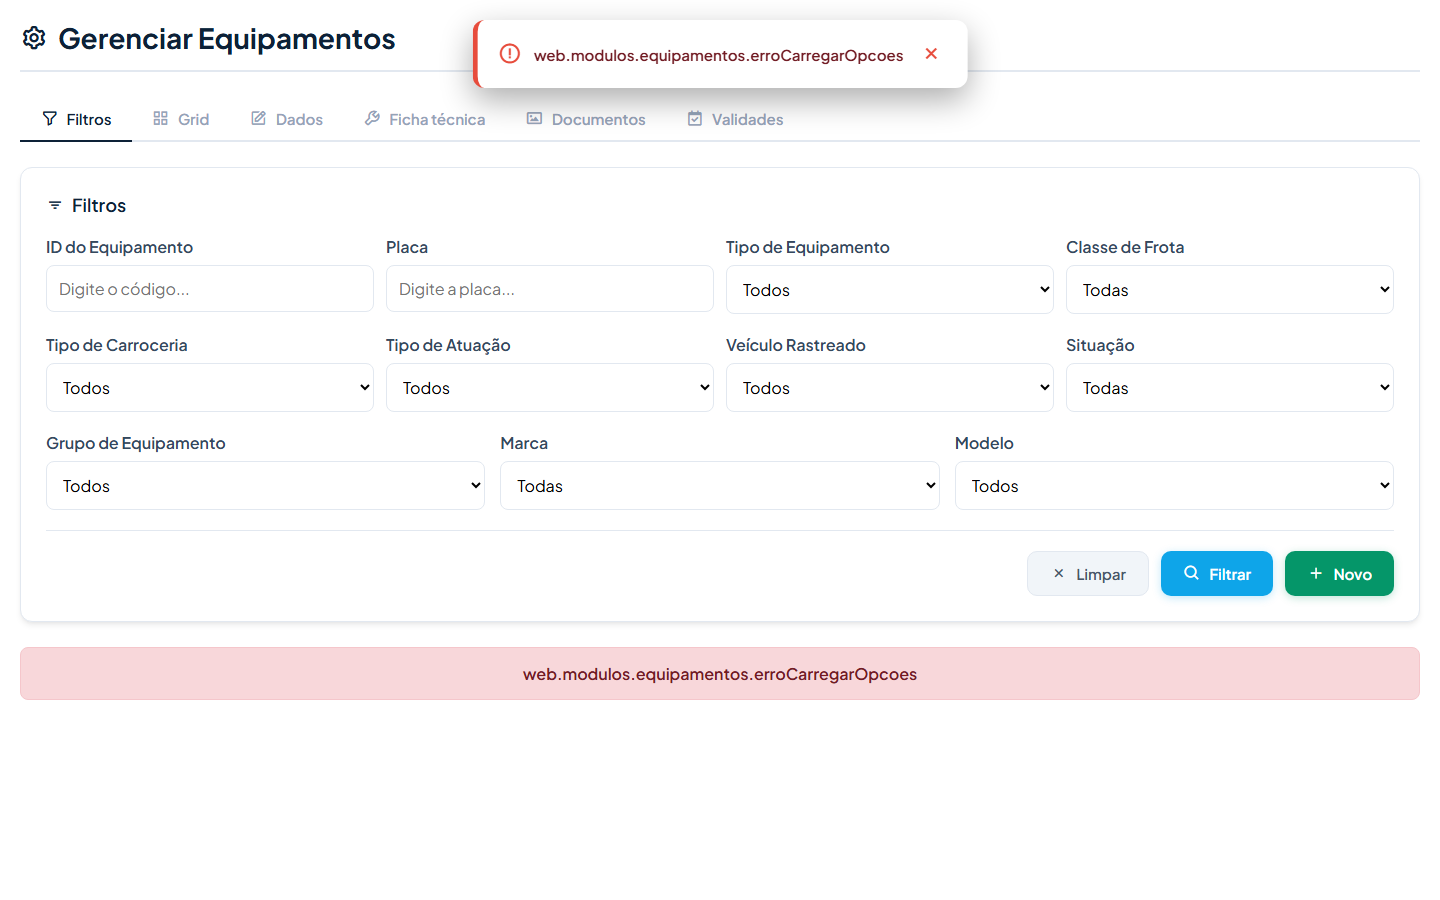 Gerenciar Equipamentos
web.modulos.equipamentos.erroCarregarOpcoes
Filtros
Grid
Dados
Ficha técnica
Documentos
Validades
Filtros
ID do Equipamento
Placa
Tipo de Equipamento
Classe de Frota
Digite o código...
Digite a placa...
Todos
Todas
Tipo de Carroceria
Tipo de Atuação
Veículo Rastreado
Situação
Todos
Todos
Todos
Todas
Grupo de Equipamento
Marca
Modelo
Todos
Todas
Todos
Limpar
Filtrar
Novo
web.modulos.equipamentos.erroCarregarOpcoes